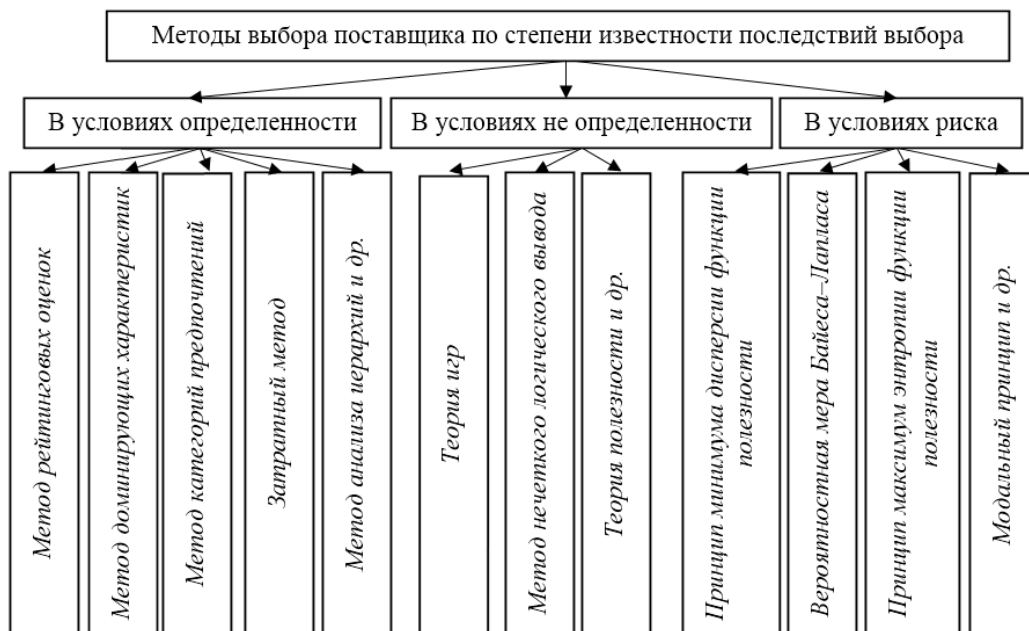 Методы выбора поставщика по степени известности последствий выбора
В условиях определенности
В условиях не определенности
В условиях риска
Метод рейтинговых оценок
Метод доминирующих характеристик
Метод категорий предпочтений
Затратный метод
Метод анализа иерархий и др.
Теория игр
Метод нечеткого логического вывода
Теория полезности и др.
Принцип минимума дисперсии функции
полезности
Вероятностная мера Байеса–Лапласа
Принцип максимум энтропии функции
полезности
Модальный принцип и др.